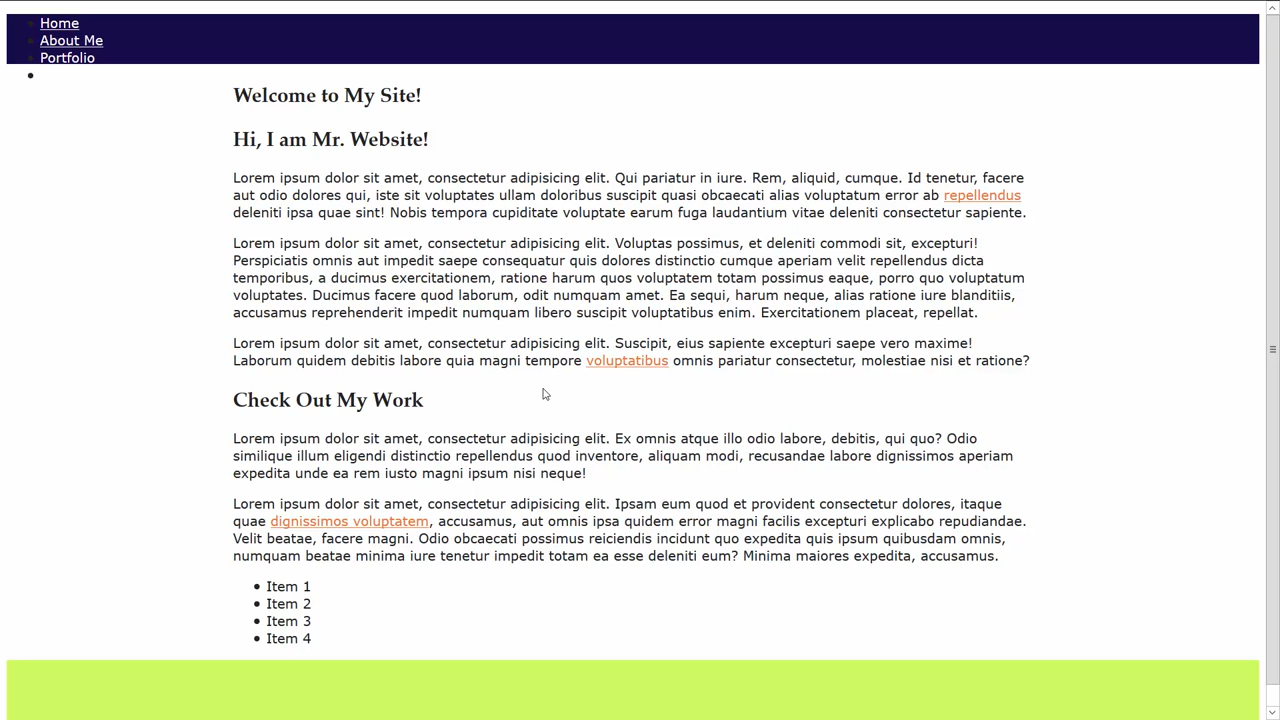 Home
About Me
Portfolio
Welcome to My Site!
Hi, I am Mr. Website!
Lorem ipsum dolor sit amet, consectetur adipisicing elit. Qui pariatur in iure. Rem, aliquid, cumque. Id tenetur, facere
aut odio dolores qui, iste sit voluptates ullam doloribus suscipit quasi obcaecati alias voluptatum error ab repellendus
deleniti ipsa quae sint! Nobis tempora cupiditate voluptate earum fuga laudantium vitae deleniti consectetur sapiente.
Lorem ipsum dolor sit amet, consectetur adipisicing elit. Voluptas possimus, et deleniti commodi sit, excepturi!
Perspiciatis omnis aut impedit saepe consequatur quis dolores distinctio cumque aperiam velit repellendus dicta
temporibus, a ducimus exercitationem, ratione harum quos voluptatem totam possimus eaque, porro quo voluptatum
voluptates. Ducimus facere quod laborum, odit numquam amet. Ea sequi, harum neque, alias ratione iure blanditiis,
accusamus reprehenderit impedit numquam libero suscipit voluptatibus enim. Exercitationem placeat, repellat.
Lorem ipsum dolor sit amet, consectetur adipisicing elit. Suscipit, eius sapiente excepturi saepe vero maxime!
Laborum quidem debitis labore quia magni tempore voluptatibus omnis pariatur consectetur, molestiae nisi et ratione?
Check Out My Work
Lorem ipsum dolor sit amet, consectetur adipisicing elit. Ex omnis atque illo odio labore, debitis, qui quo? Odio
similique illum eligendi distinctio repellendus quod inventore, aliquam modi, recusandae labore dignissimos aperiam
expedita unde ea rem iusto magni ipsum nisi neque!
Lorem ipsum dolor sit amet, consectetur adipisicing elit. Ipsam eum quod et provident consectetur dolores, itaque
quae dignissimos voluptatem, accusamus, aut omnis ipsa quidem error magni facilis excepturi explicabo repudiandae.
Velit beatae, facere magni. Odio obcaecati possimus reiciendis incidunt quo expedita quis ipsum quibusdam omnis,
numquam beatae minima iure tenetur impedit totam ea esse deleniti eum? Minima maiores expedita, accusamus.
Item 1
Item 2
Item 3
Item 4